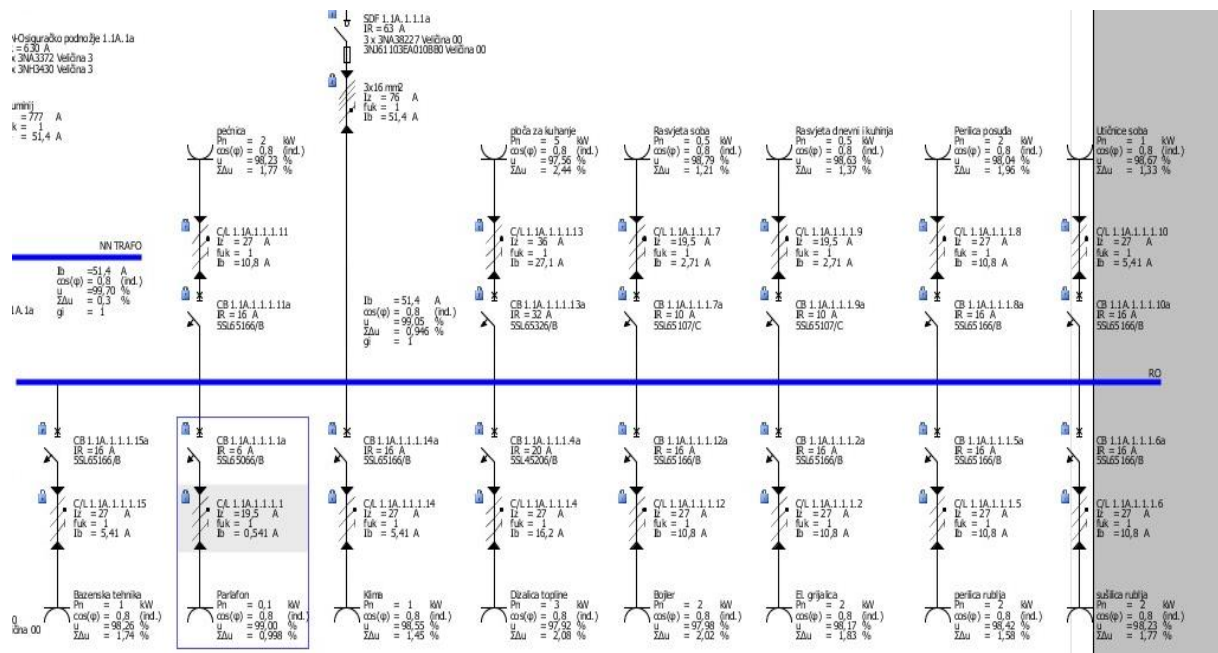 N-Osiguračko podnožje 1.1A.1a
= 630 A
x 3NA3372 Veličina 3
x 3NH3430 Veličina 3
uminij
= 777 A
k = 1
= 51,4 A
SDF 1.1A.1.1.1a
IR = 63 A
3 x 3NA38227 Veličina 00
3NJ61103EA010BB0 Veličina 00
3x16 mm2
Iz = 76 A
fuk = 1
Ib = 51,4 A
pećnica
Pn = 2 kW
cos(φ) = 0,8 (ind.)
u = 98,23 %
ΣΔu = 1,77 %
ploča za kuhanje
Pn = 5 kW
cos(φ) = 0,8 (ind.)
u = 97,56 %
ΣΔu = 2,44 %
Rasvjeta soba
Pn = 0,5 kW
cos(φ) = 0,8 (ind.)
u = 98,79 %
ΣΔu = 1,21 %
Rasvjeta dnevni i kuhinja
Pn = 0,5 kW
cos(φ) = 0,8 (ind.)
u = 98,63 %
ΣΔu = 1,37 %
Perilica posuđa
Pn = 2 kW
cos(φ) = 0,8 (ind.)
u = 98,04 %
ΣΔu = 1,96 %
Utičnice soba
Pn = 1 kW
cos(φ) = 0,8 (ind.)
u = 98,67 %
ΣΔu = 1,33 %
C/L 1.1A.1.1.1.11
Iz = 27 A
fuk = 1
Ib = 10,8 A
C/L 1.1A.1.1.1.13
Iz = 36 A
fuk = 1
Ib = 27,1 A
C/L 1.1A.1.1.1.7
Iz = 19,5 A
fuk = 1
Ib = 2,71 A
C/L 1.1A.1.1.1.9
Iz = 19,5 A
fuk = 1
Ib = 2,71 A
C/L 1.1A.1.1.1.8
Iz = 27 A
fuk = 1
Ib = 10,8 A
C/L 1.1A.1.1.1.10
Iz = 27 A
fuk = 1
Ib = 5,41 A
NN TRAFO
Ib =51,4 A
cos(φ) = 0,8 (ind.)
u =99,70 %
ΣΔu = 0,3 %
gi = 1
1A.1a
CB 1.1A.1.1.1.11a
IR = 16 A
5SL65166/B
Ib =51,4 A
cos(φ) = 0,8 (ind.)
u = 99,05 %
ΣΔu = 0,946 %
gi = 1
CB 1.1A.1.1.1.13a
IR = 32 A
5SL65326/B
CB 1.1A.1.1.1.7a
IR = 10 A
5SL65107/C
CB 1.1A.1.1.1.9a
IR = 10 A
5SL65107/C
CB 1.1A.1.1.1.8a
IR = 16 A
5SL65166/B
CB 1.1A.1.1.1.10a
IR = 16 A
5SL65166/B
RO
CB 1.1A.1.1.1.15a
IR = 16 A
5SL65166/B
CB 1.1A.1.1.1.1a
IR = 6 A
5SL65066/B
CB 1.1A.1.1.1.14a
IR = 16 A
5SL65166/B
CB 1.1A.1.1.1.4a
IR = 20 A
5SL45206/B
CB 1.1A.1.1.1.12a
IR = 16 A
5SL65166/B
CB 1.1A.1.1.1.2a
IR = 16 A
5SL65166/B
CB 1.1A.1.1.1.5a
IR = 16 A
5SL65166/B
CB 1.1A.1.1.1.6a
IR = 16 A
5SL65166/B
C/L 1.1A.1.1.1.15
Iz = 27 A
fuk = 1
Ib = 5,41 A
C/L 1.1A.1.1.1.1
Iz =19,5 A
fuk = 1
Ib = 0,541 A
C/L 1.1A.1.1.1.14
Iz = 27 A
fuk = 1
Ib = 5,41 A
C/L 1.1A.1.1.1.4
Iz = 27 A
fuk = 1
Ib = 16,2 A
C/L 1.1A.1.1.1.12
Iz = 27 A
fuk = 1
Ib = 10,8 A
C/L 1.1A.1.1.1.2
Iz = 27 A
fuk = 1
Ib =10,8 A
C/L 1.1A.1.1.1.5
Iz = 27 A
fuk = 1
Ib =10,8 A
C/L 1.1A.1.1.1.6
Iz = 27 A
fuk = 1
Ib = 10,8 A
0
čina 00
Bazenska tehnika
Pn = 1 kW
cos(φ) = 0,8 (ind.)
u = 98,26 %
ΣΔu = 1,74 %
Parlafon
Pn = 0,1 kW
cos(φ) = 0,8 (ind.)
u = 99,00 %
ΣΔu = 0,998 %
Klima
Pn = 1 kW
cos(φ) = 0,8 (ind.)
u = 98,55 %
ΣΔu = 1,45 %
Dizalica topline
Pn = 3 kW
cos(φ) = 0,8 (ind.)
u = 97,92 %
ΣΔu = 2,08 %
Bojler
Pn = 2 kW
cos(φ) = 0,8 (ind.)
u = 97,98 %
ΣΔu = 2,02 %
El. grijalica
Pn = 2 kW
cos(φ) = 0,8 (ind.)
u = 98,17 %
ΣΔu = 1,83 %
perilica rublja
Pn = 2 kW
cos(φ) = 0,8 (ind.)
u = 98,42 %
ΣΔu = 1,58 %
sušilica rublja
Pn = 2 kW
cos(φ) = 0,8 (ind.)
u = 98,23 %
ΣΔu = 1,77 %